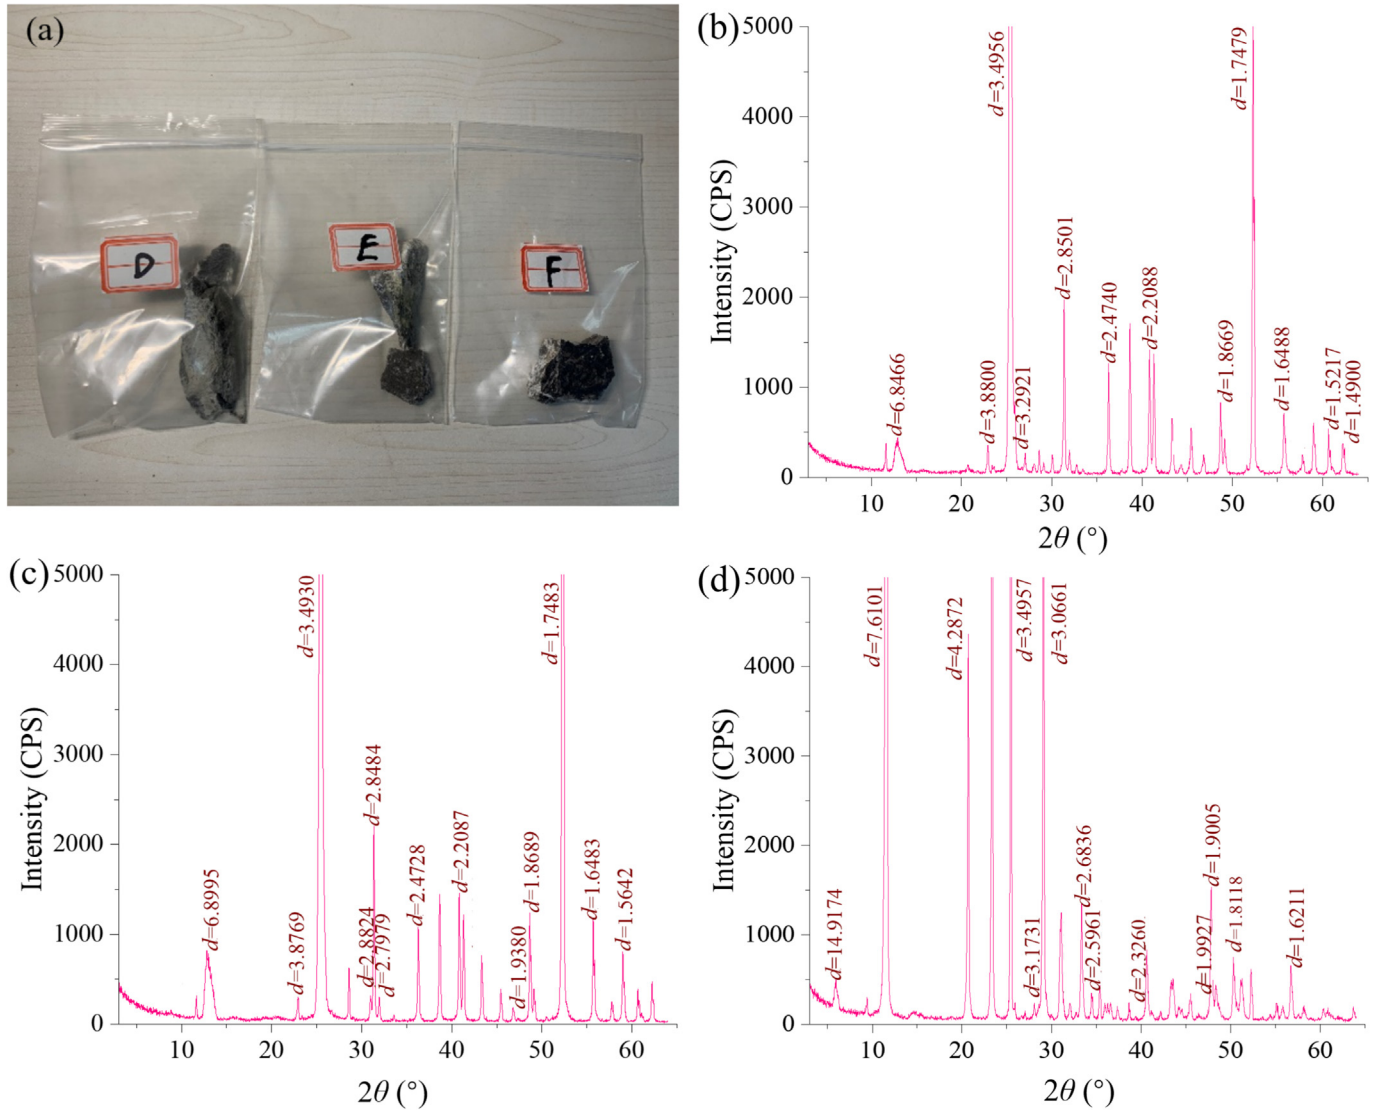 (a)
D
E
F
(b)
5000
4000
3000
2000
1000
0
Intensity (CPS)
10
20
30
40
50
60
2θ (°)
d=6.8466
d=3.8800
d=3.4956
d=3.2921
d=2.8501
d=2.4740
d=2.2088
d=1.8669
d=1.7479
d=1.6488
d=1.5217
d=1.4900
(c)
5000
4000
3000
2000
1000
0
Intensity (CPS)
10
20
30
40
50
60
2θ (°)
d=6.8995
d=3.8769
d=3.4930
d=2.8824
d=2.8484
d=2.7979
d=2.4728
d=2.2087
d=1.9380
d=1.8689
d=1.7483
d=1.6483
d=1.5642
(d)
5000
4000
3000
2000
1000
0
Intensity (CPS)
10
20
30
40
50
60
2θ (°)
d=14.9174
d=7.6101
d=4.2872
d=3.4957
d=3.1731
d=3.0661
d=2.6836
d=2.5961
d=2.3260
d=1.9927
d=1.9005
d=1.8118
d=1.6211